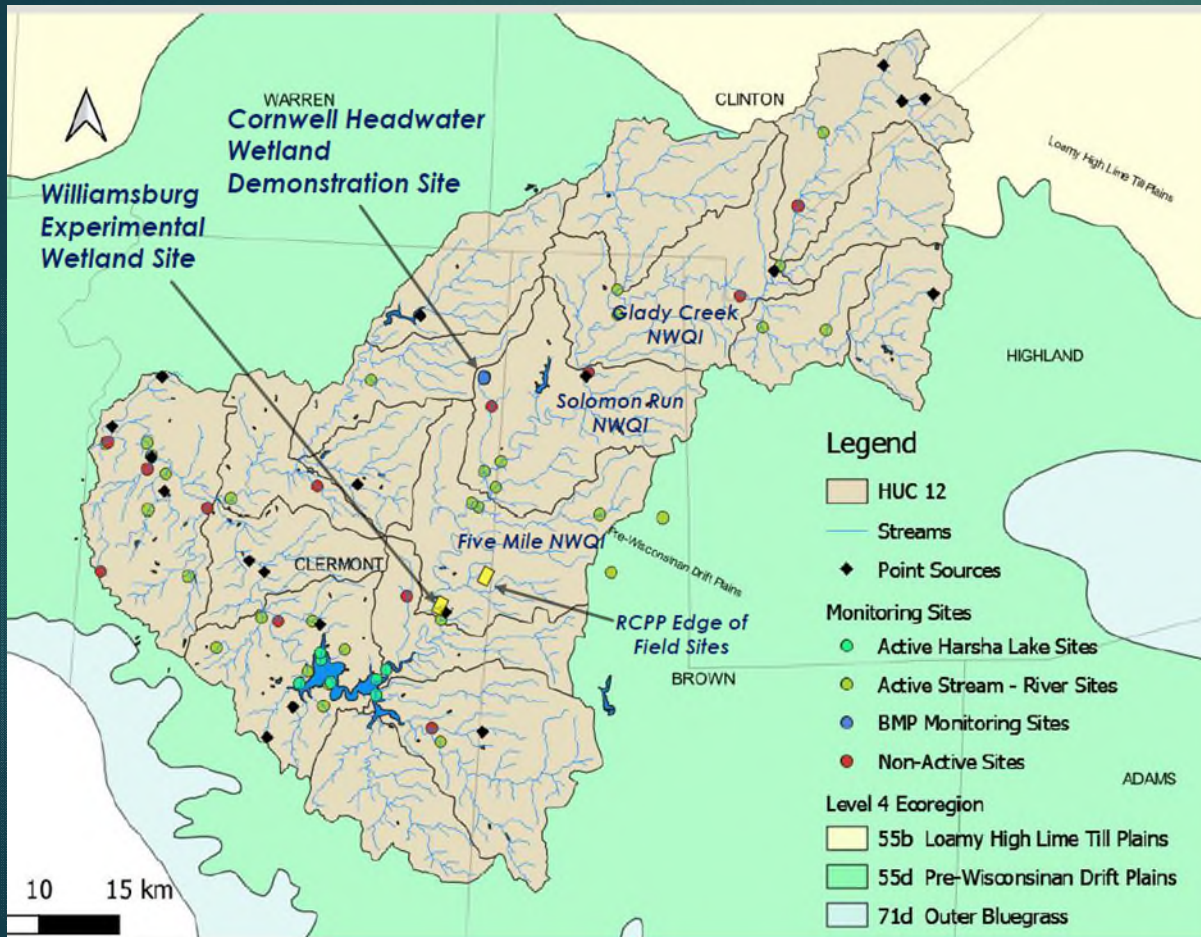 WARREN
CLINTON
Cornwell Headwater
Wetland
Demonstration Site
Loamy High Lime Till Plains
Williamsburg
Experimental
Wetland Site
Glady Creek
NWQI
HIGHLAND
Solomon Run
NWQI
Five Mile NWQI
Pre-Wisconsinan Drift Plains
CLERMONT
RCPP Edge of
Field Sites
BROWN
ADAMS
Legend
HUC 12
Streams
Point Sources
Monitoring Sites
Active Harsha Lake Sites
Active Stream - River Sites
BMP Monitoring Sites
Non-Active Sites
Level 4 Ecoregion
55b Loamy High Lime Till Plains
55d Pre-Wisconsinan Drift Plains
71d Outer Bluegrass
10 15 km